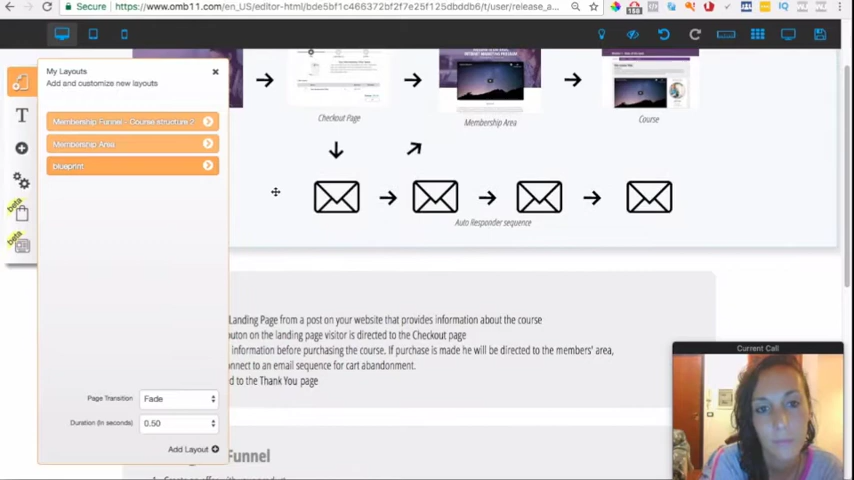 Secure
https://www.omb11.com/en_US/editor-html/bde5bf1c466372bf2f7e25f125dbddb6/t/user/release_a...
158
IQ
My Layouts
Add and customize new layouts
Membership Funnel - Course structure 2
Membership Area
blueprint
Page Transition
Fade
Duration (In seconds)
0.50
Add Layout
T
beta
beta
Checkout Page
Membership Area
Course
Auto Responder sequence
Landing Page from a post on your website that provides information about the course
on the landing page visitor is directed to the Checkout page
information before purchasing the course. If purchase is made he will be directed to the members' area,
connect to an email sequence for cart abandonment.
to the Thank You page
Funnel
Current Call